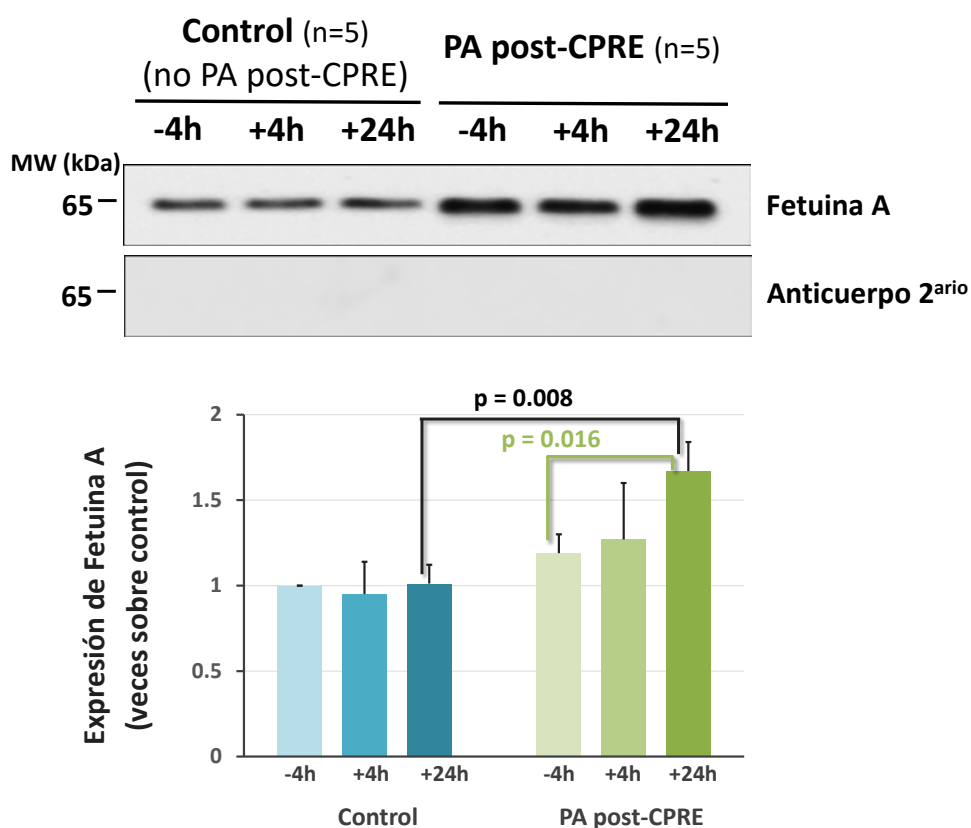 Control (n=5)
(no PA post-CPRE)
PA post-CPRE (n=5)
-4h +4h +24h -4h +4h +24h
MW (kDa)
65
Fetuina A
65
Anticuerpo 2ario
p = 0.008
p = 0.016
Expresión de Fetuina A
(veces sobre control)
2
1.5
1
0.5
0
-4h +4h +24h -4h +4h +24h
Control PA post-CPRE